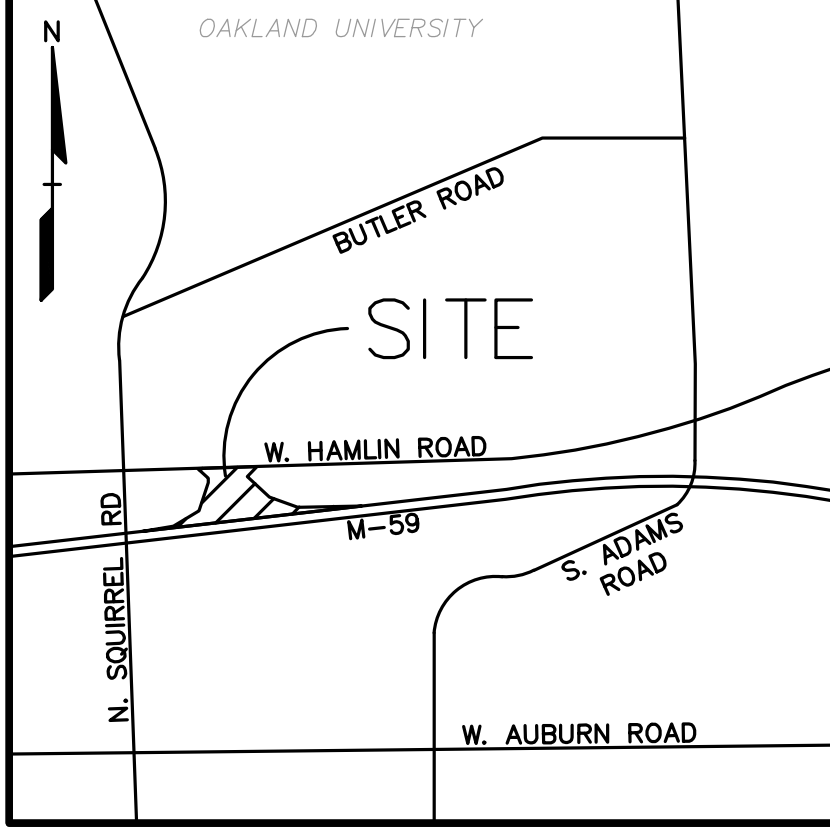 OAKLAND UNIVERSITY
N
BUTLER ROAD
SITE
W. HAMLIN ROAD
N. SQUIRREL RD
M-59
S. ADAMS
ROAD
W. AUBURN ROAD